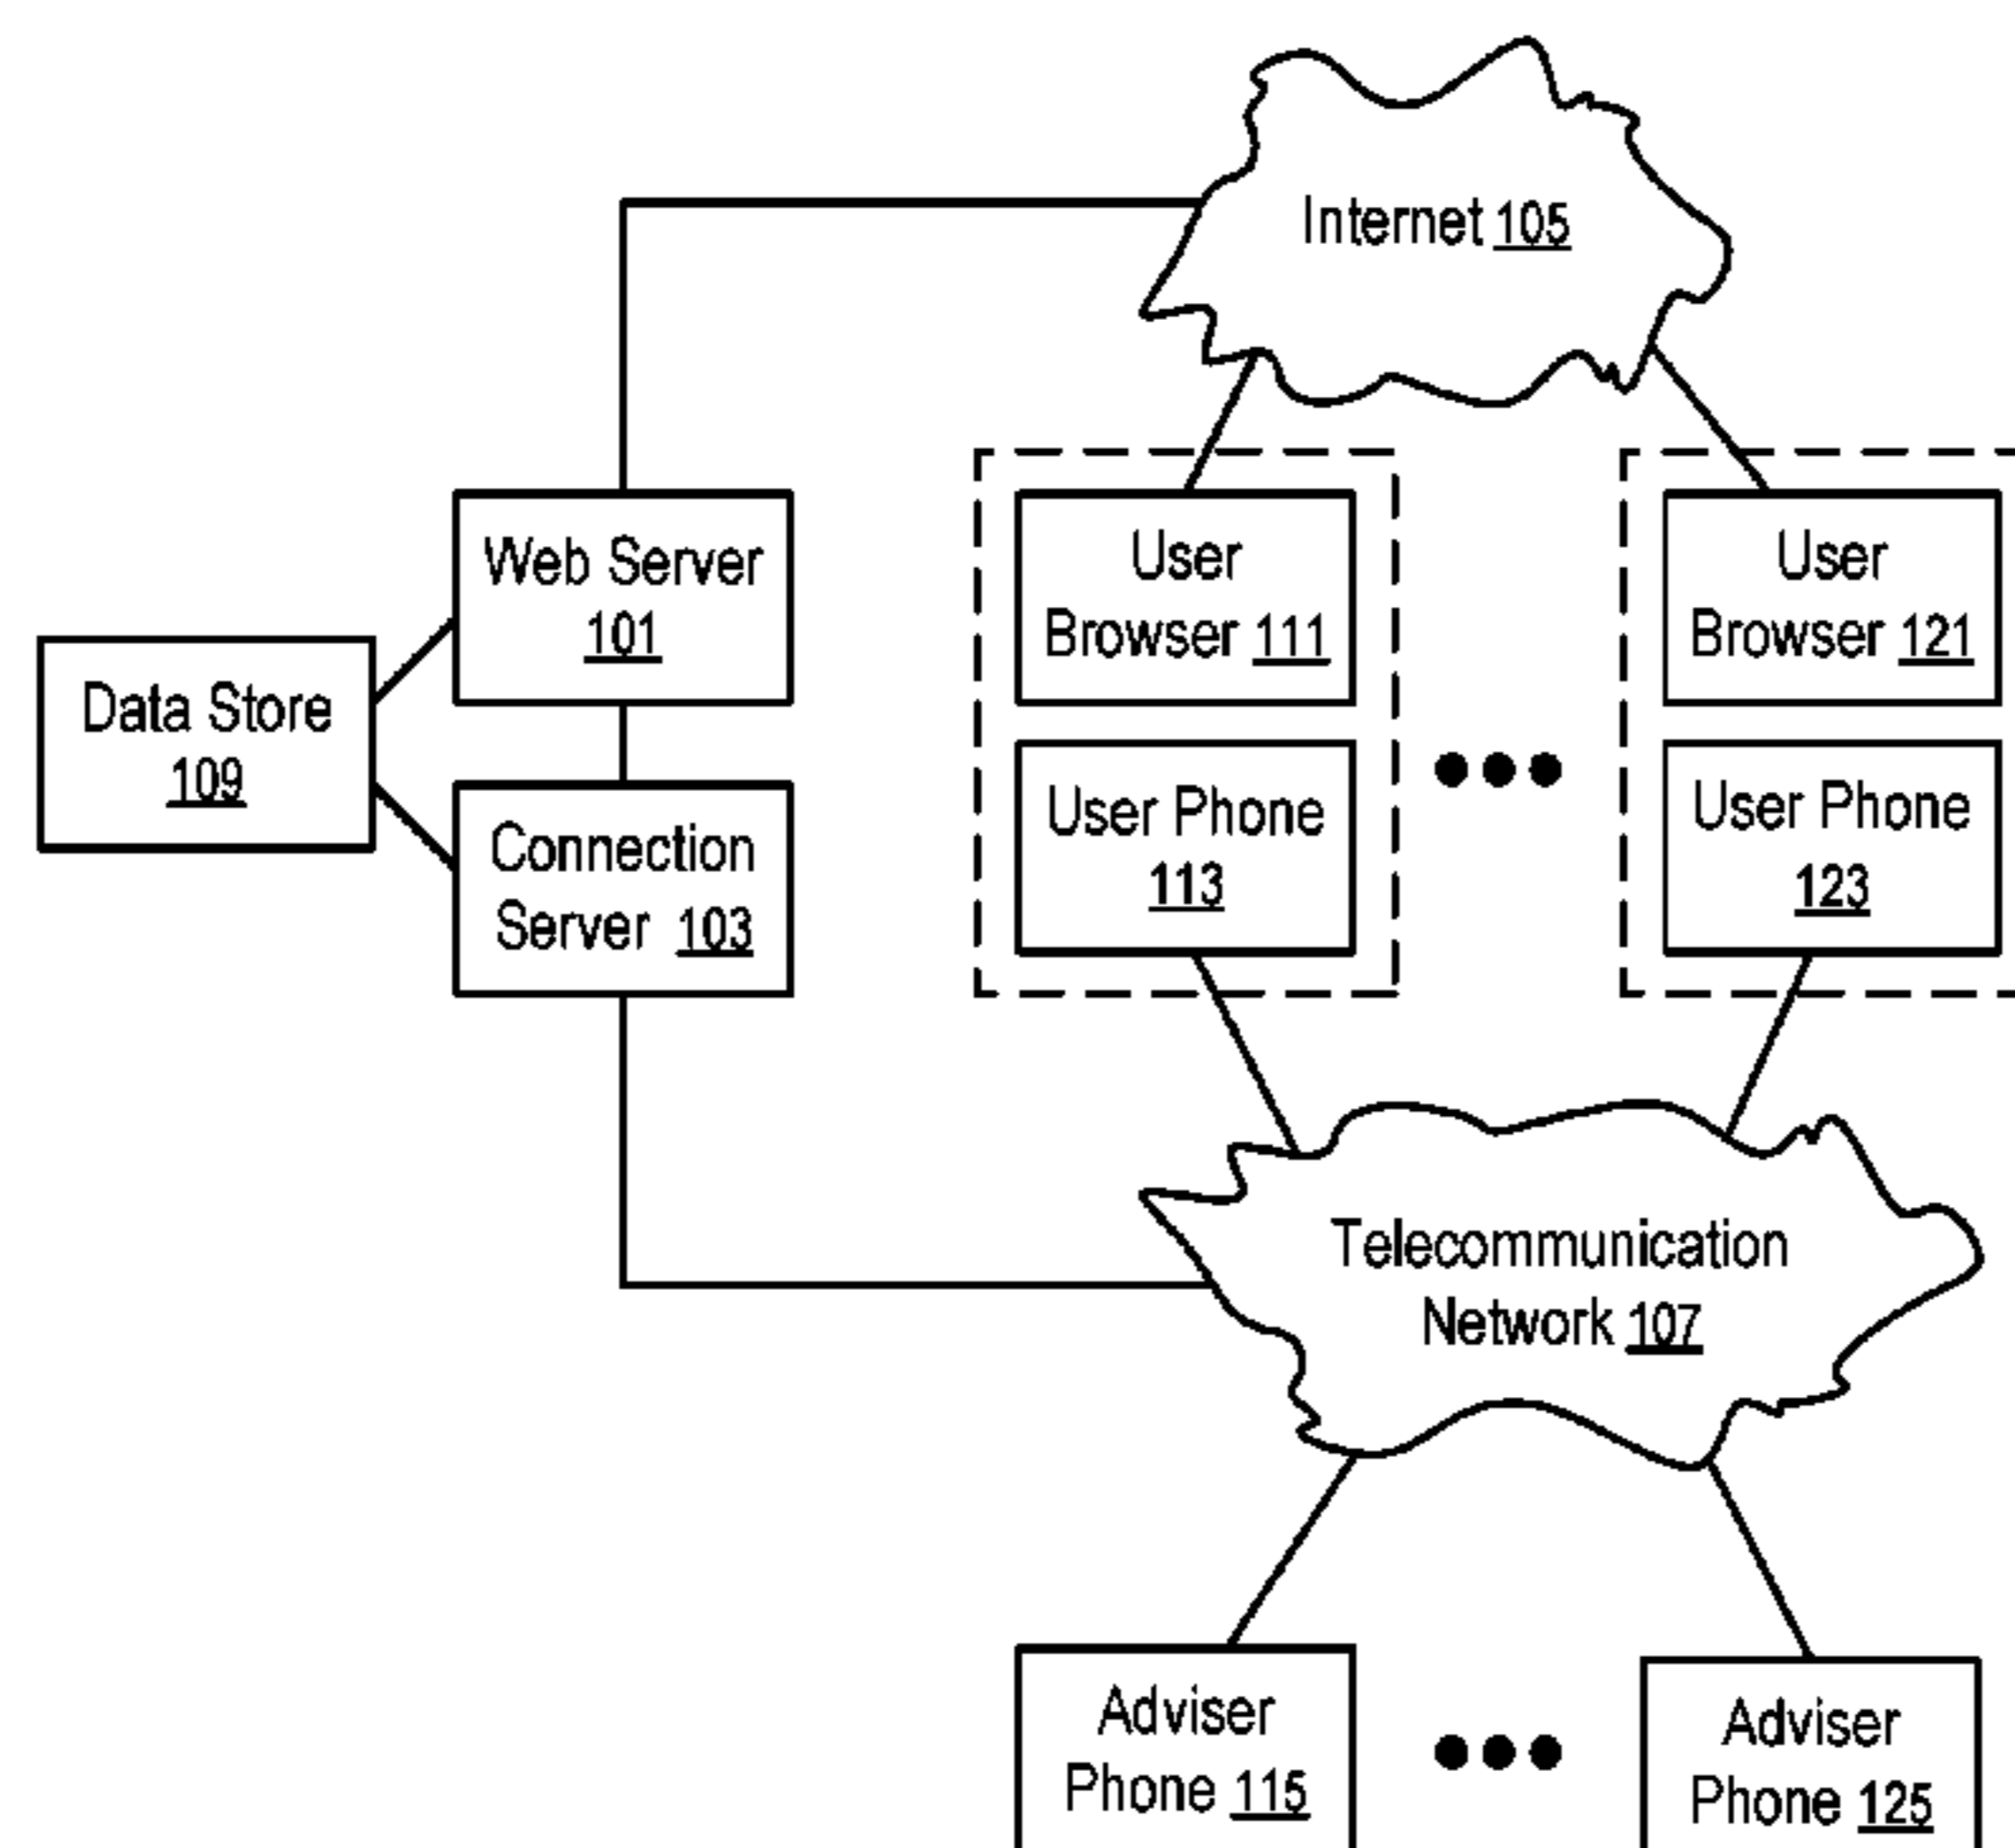 Internet 105
Web Server
101
User
Browser 111
User
Browser 121
Data Store
109
Connection
Server 103
User Phone
113
User Phone
123
Telecommunication
Network 107
Adviser
Phone 115
Adviser
Phone 125